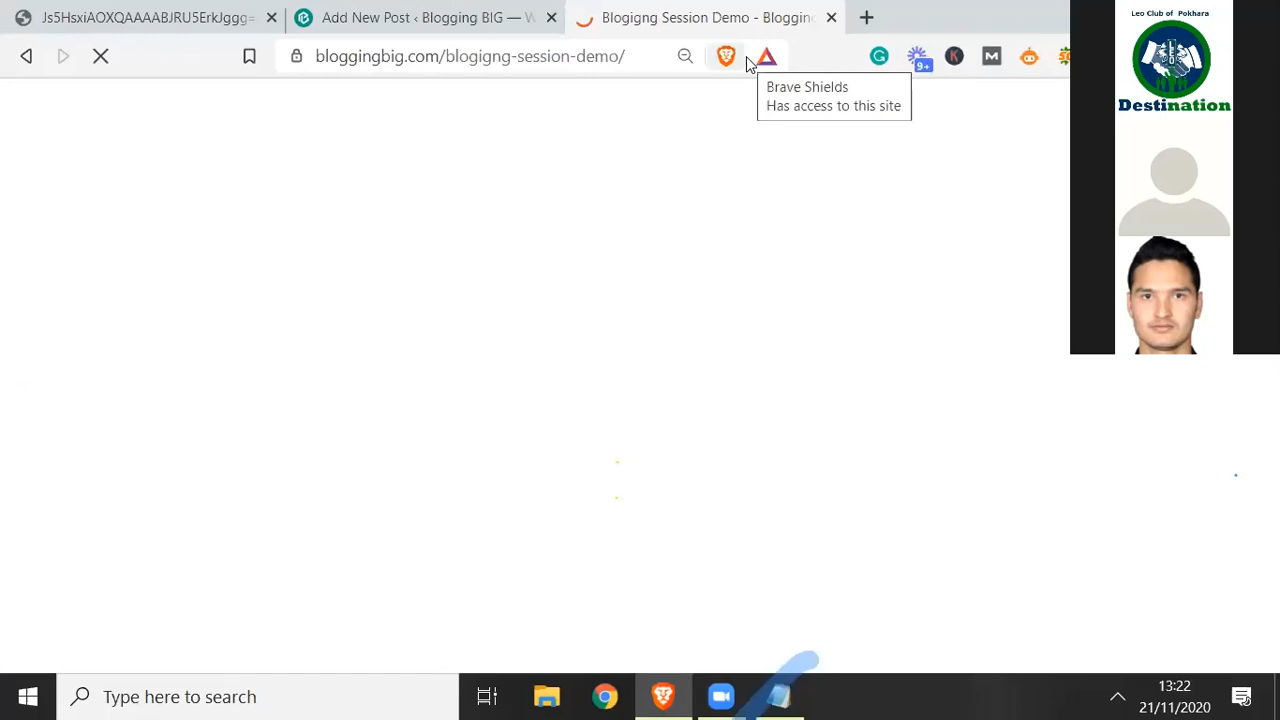 Js5HsxiAOXQAAAABJRU5ErkJggg=
Add New Post ‹ Blogging BIG — W
Blogigng Session Demo - Bloggin
bloggingbig.com/blogigng-session-demo/
9+
K
M
G
Brave Shields
Has access to this site
Leo Club of Pokhara
Destination
Type here to search
13:22
21/11/2020